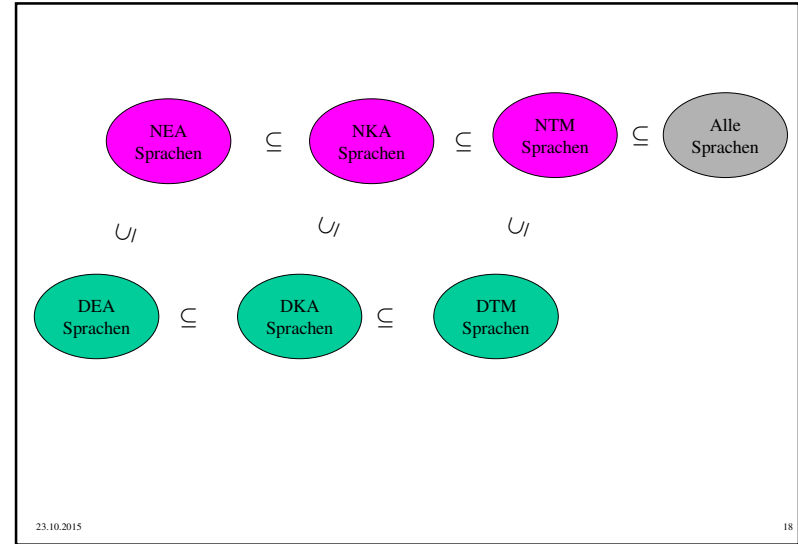 NEA
Sprachen
⊆
NKA
Sprachen
⊆
NTM
Sprachen
⊆
Alle
Sprachen
⊆
⊆
⊆
DEA
Sprachen
⊆
DKA
Sprachen
⊆
DTM
Sprachen
23.10.2015
18